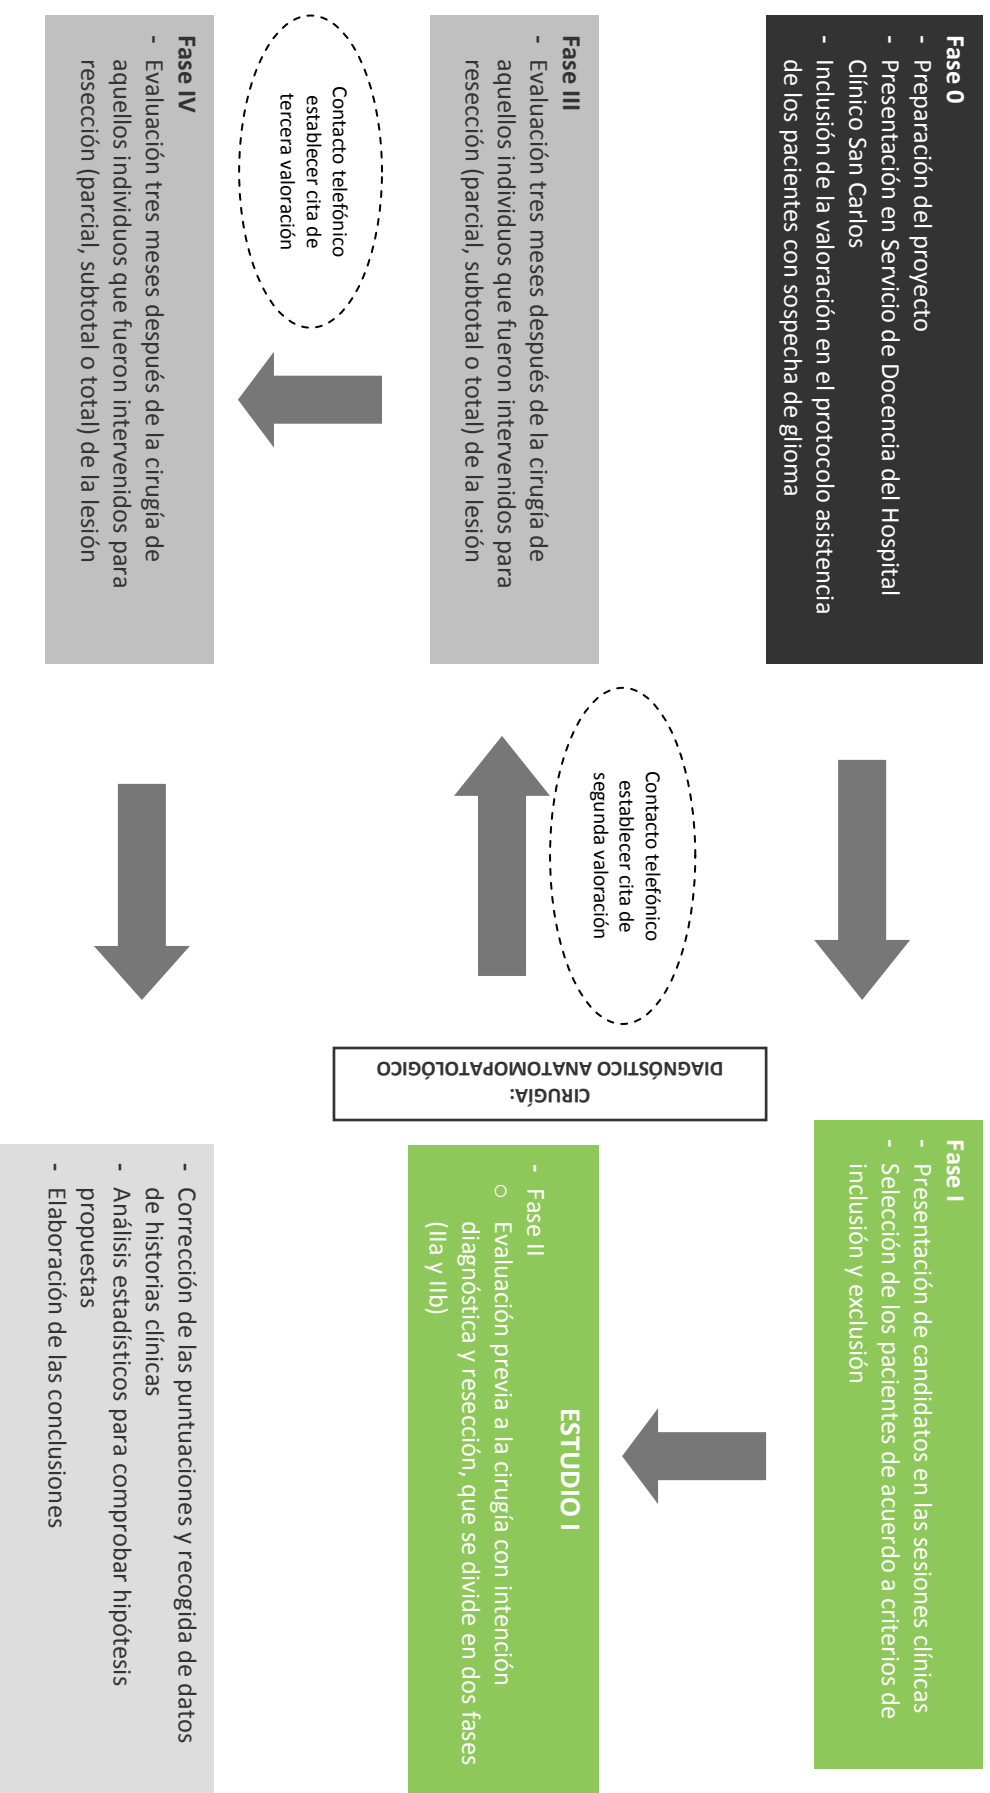 Fase 0
- Preparación del proyecto
- Presentación en Servicio de Docencia del Hospital
Clínico San Carlos
- Inclusión de la valoración en el protocolo asistencia
de los pacientes con sospecha de glioma
Fase I
- Presentación de candidatos en las sesiones clínicas
- Selección de los pacientes de acuerdo a criterios de
inclusión y exclusión
ESTUDIO I
- Fase II
○ Evaluación previa a la cirugía con intención
diagnóstica y resección, que se divide en dos fases
(IIa y IIb)
CIRUGÍA:
DIAGNÓSTICO ANATOMOPATOLÓGICO
Contacto telefónico
establecer cita de
segunda valoración
Fase III
- Evaluación tres meses después de la cirugía de
aquellos individuos que fueron intervenidos para
resección (parcial, subtotal o total) de la lesión
Contacto telefónico
establecer cita de
tercera valoración
Fase IV
- Evaluación tres meses después de la cirugía de
aquellos individuos que fueron intervenidos para
resección (parcial, subtotal o total) de la lesión
- Corrección de las puntuaciones y recogida de datos
de historias clínicas
- Análisis estadísticos para comprobar hipótesis
propuestas
- Elaboración de las conclusiones